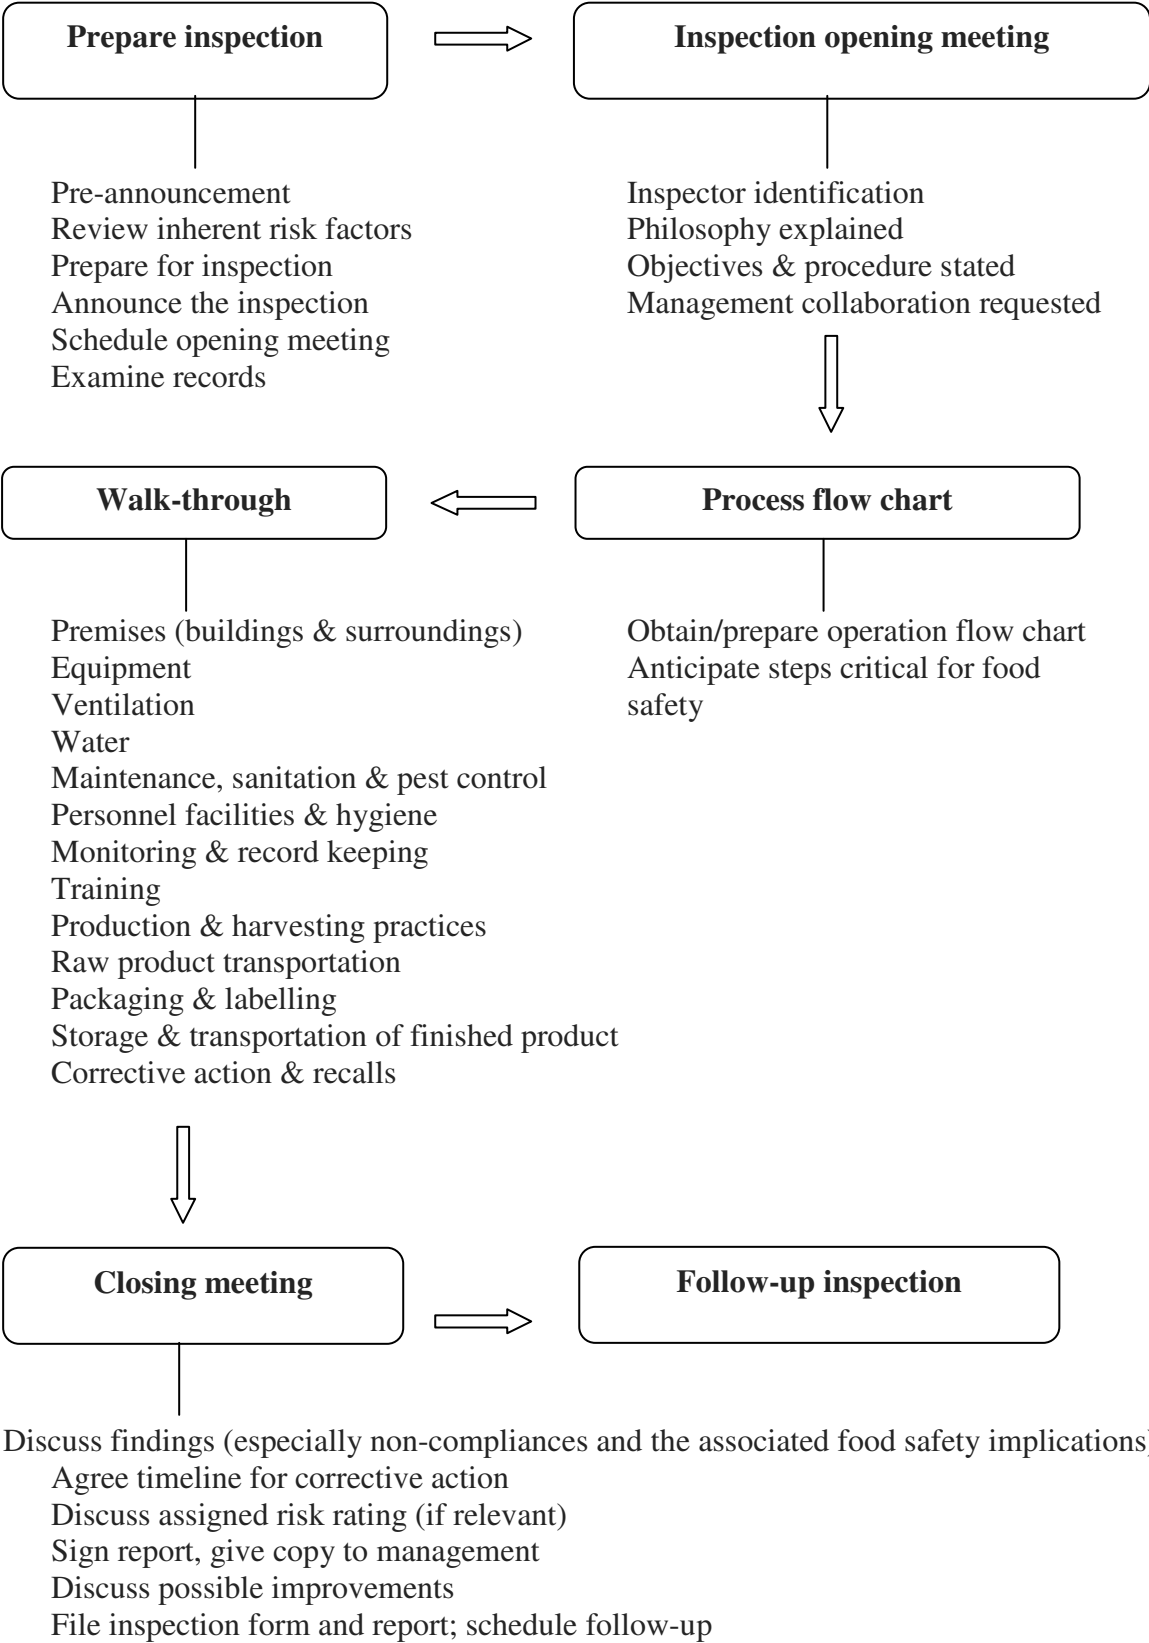 Prepare inspection
Inspection opening meeting
Pre-announcement
Review inherent risk factors
Prepare for inspection
Announce the inspection
Schedule opening meeting
Examine records
Inspector identification
Philosophy explained
Objectives & procedure stated
Management collaboration requested
Process flow chart
Obtain/prepare operation flow chart
Anticipate steps critical for food
safety
Walk-through
Premises (buildings & surroundings)
Equipment
Ventilation
Water
Maintenance, sanitation & pest control
Personnel facilities & hygiene
Monitoring & record keeping
Training
Production & harvesting practices
Raw product transportation
Packaging & labelling
Storage & transportation of finished product
Corrective action & recalls
Closing meeting
Discuss findings (especially non-compliances and the associated food safety implications)
Agree timeline for corrective action
Discuss assigned risk rating (if relevant)
Sign report, give copy to management
Discuss possible improvements
File inspection form and report; schedule follow-up
Follow-up inspection